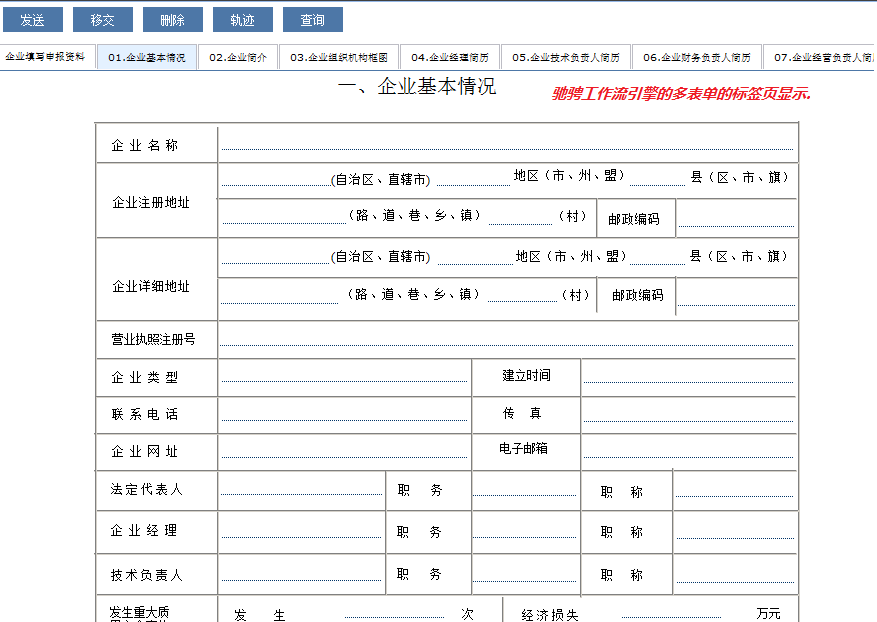 发送 移交 删除 轨迹 查询
企业填写申报资料 01.企业基本情况 02.企业简介 03.企业组织机构框图 04.企业经理简历 05.企业技术负责人简历 06.企业财务负责人简历 07.企业经营负责人简
一、企业基本情况
驰骋工作流引擎的多表单的标签页显示.
企业名称
企业注册地址 (自治区、直辖市) 地区（市、州、盟） 县（区、市、旗）
（路、道、巷、乡、镇） （村） 邮政编码
企业详细地址 (自治区、直辖市) 地区（市、州、盟） 县（区、市、旗）
（路、道、巷、乡、镇） （村） 邮政编码
营业执照注册号
企业类型 建立时间
联系电话 传 真
企业网址 电子邮箱
法定代表人 职 务 职 称
企业经理 职 务 职 称
技术负责人 职 务 职 称
发生重大质 发 生 次 经济损失 万元